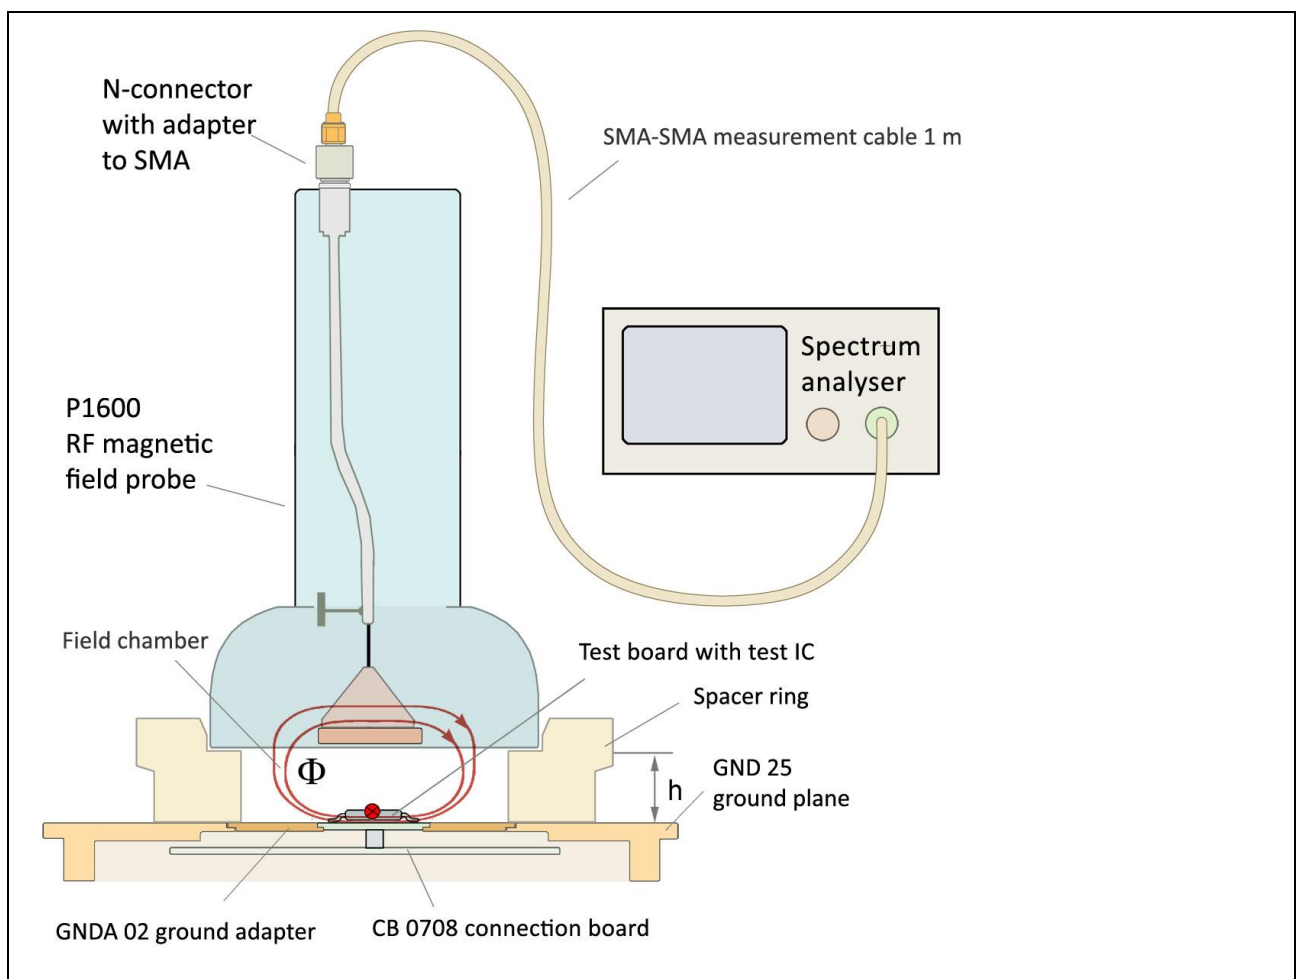 N-connector
with adapter
to SMA
SMA-SMA measurement cable 1 m
Spectrum
analyser
P1600
RF magnetic
field probe
Field chamber
Test board with test IC
Spacer ring
Φ
h
GND 25
ground plane
GNDA 02 ground adapter
CB 0708 connection board